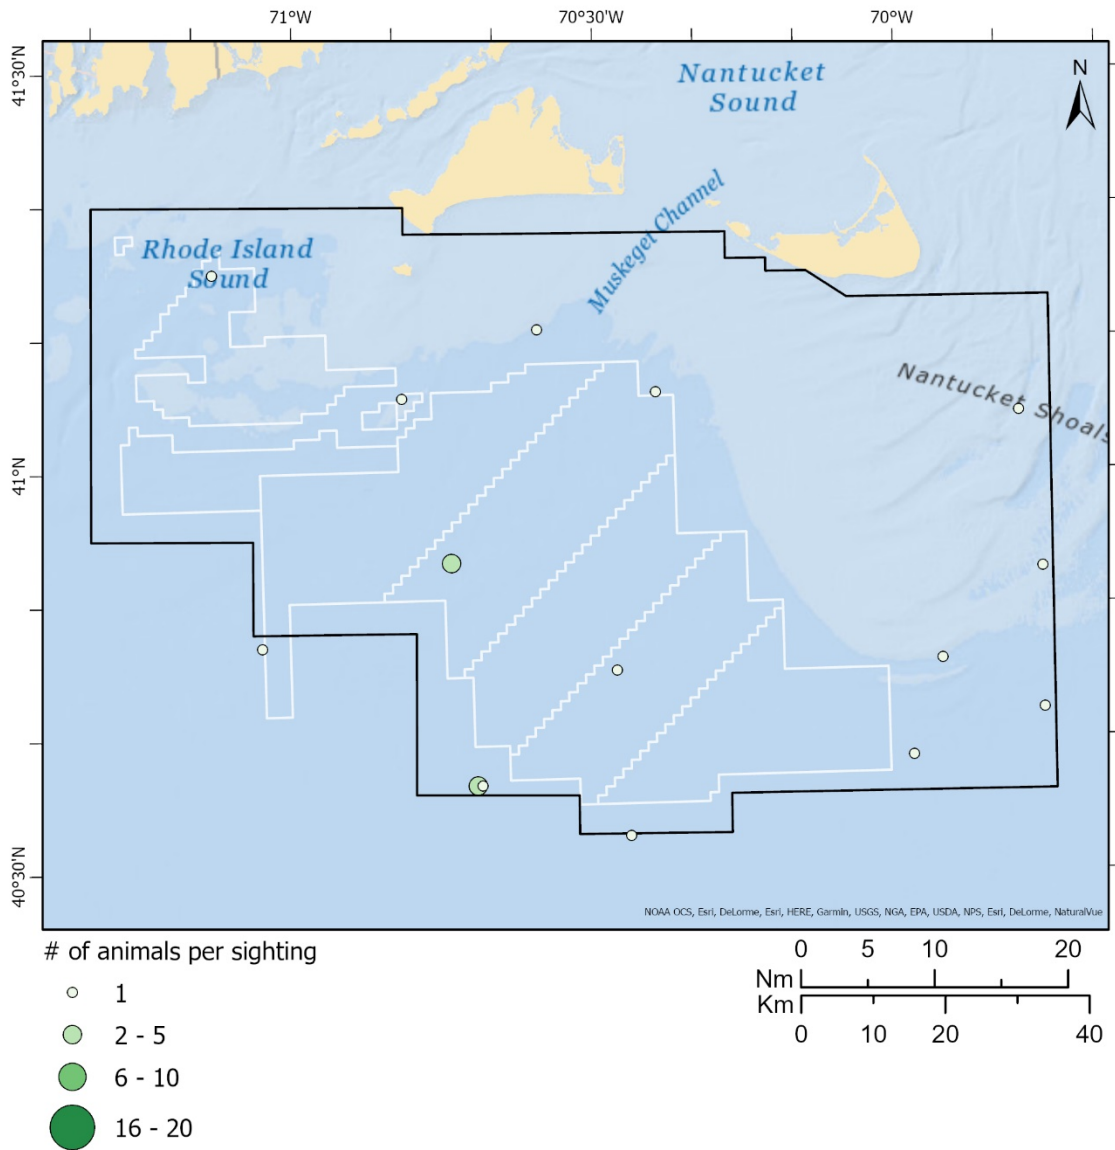 71°W
70°30'W
70°W
41°30'N
Nantucket
Sound
N
Muskeget Channel
Rhode Island
Sound
Nantucket Shoals
41°N
40°30'N
NOAA OCS, Esri, DeLorme, Esri, HERE, Garmin, USGS, NGA, EPA, USDA, NPS, Esri, DeLorme, NaturalVue
# of animals per sighting
1
2 - 5
6 - 10
16 - 20
0 5 10 20
Nm
Km
0 10 20 40